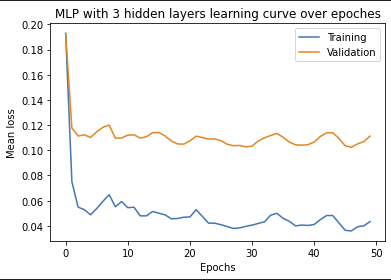 MLP with 3 hidden layers learning curve over epoches
Training
Validation
Mean loss
0.20
0.18
0.16
0.14
0.12
0.10
0.08
0.06
0.04
0 10 20 30 40 50
Epochs